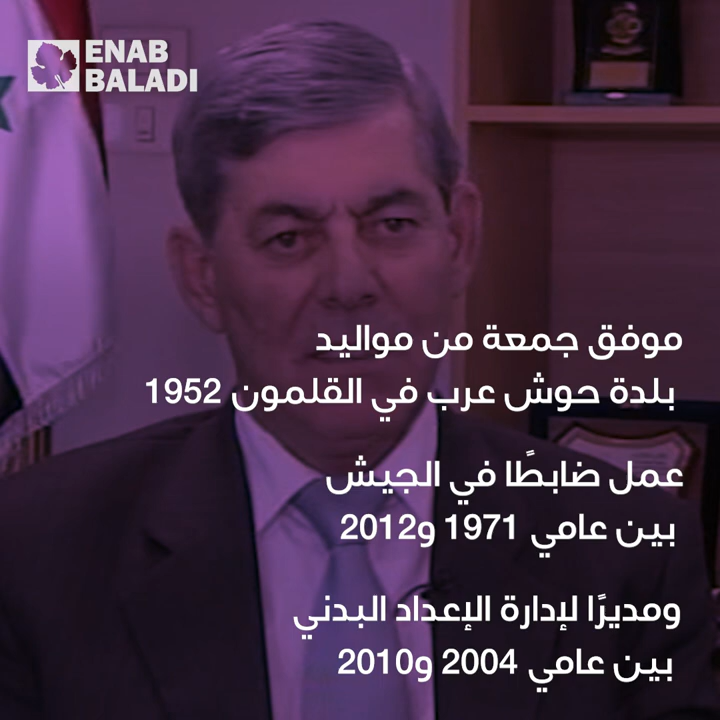 ENAB
BALADI
موفق جمعة من مواليد
بلدة حوش عرب في القلمون 1952
عمل ضابطًا في الجيش
بين عامي 1971 و2012
ومديرًا لإدارة الإعداد البدني
بين عامي 2004 و2010